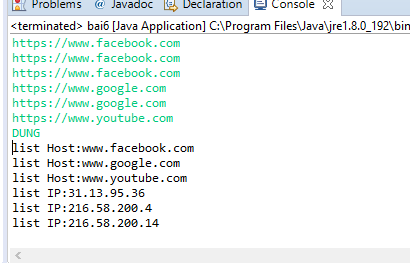 Problems @ Javadoc Declaration Console
<terminated> bai6 [Java Application] C:\Program Files\Java\jre1.8.0_192\bin
https://www.facebook.com
https://www.facebook.com
https://www.facebook.com
https://www.google.com
https://www.google.com
https://www.youtube.com
DUNG
list Host:www.facebook.com
list Host:www.google.com
list Host:www.youtube.com
list IP:31.13.95.36
list IP:216.58.200.4
list IP:216.58.200.14